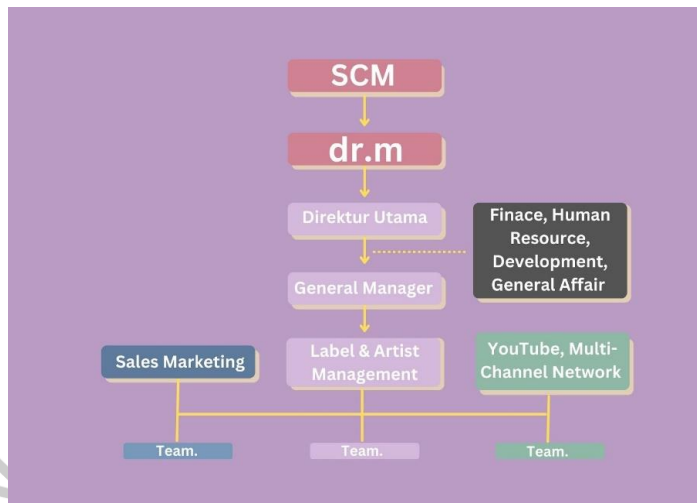 SCM
dr.m
Direktur Utama
Finace, Human
Resource,
Development,
General Affair
General Manager
Sales Marketing
Label & Artist
Management
YouTube, Multi-
Channel Network
Team.
Team.
Team.